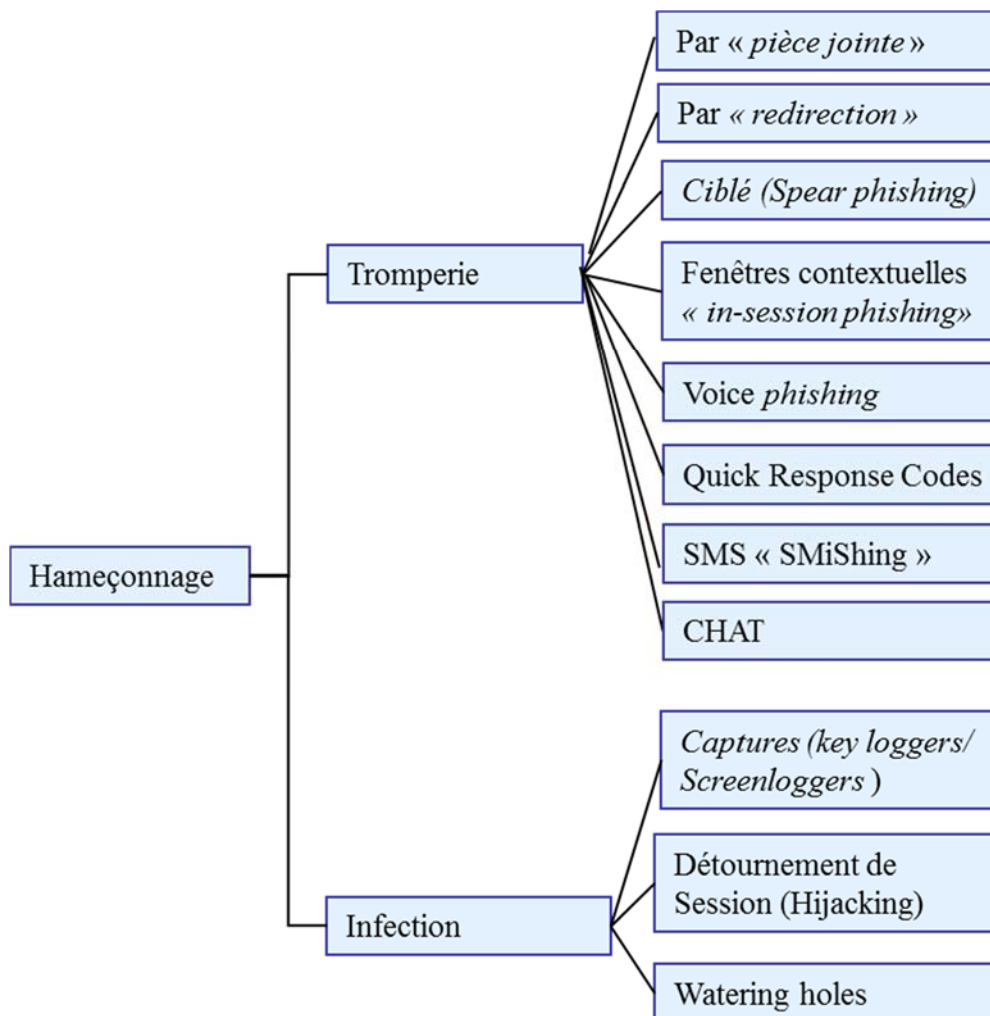 Par « pièce jointe »
Par « redirection »
Ciblé (Spear phishing)
Tromperie
Fenêtres contextuelles
« in-session phishing»
Voice phishing
Quick Response Codes
SMS « SMiShing »
Hameçonnage
CHAT
Captures (key loggers/
Screenloggers )
Détournement de
Session (Hijacking)
Infection
Watering holes